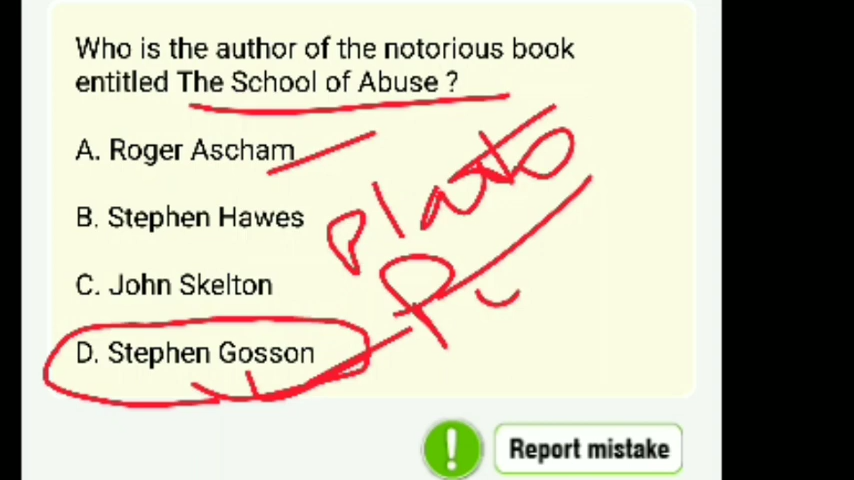 Who is the author of the notorious book
entitled The School of Abuse ?
A. Roger Ascham
B. Stephen Hawes
C. John Skelton
D. Stephen Gosson
Plato
Report mistake